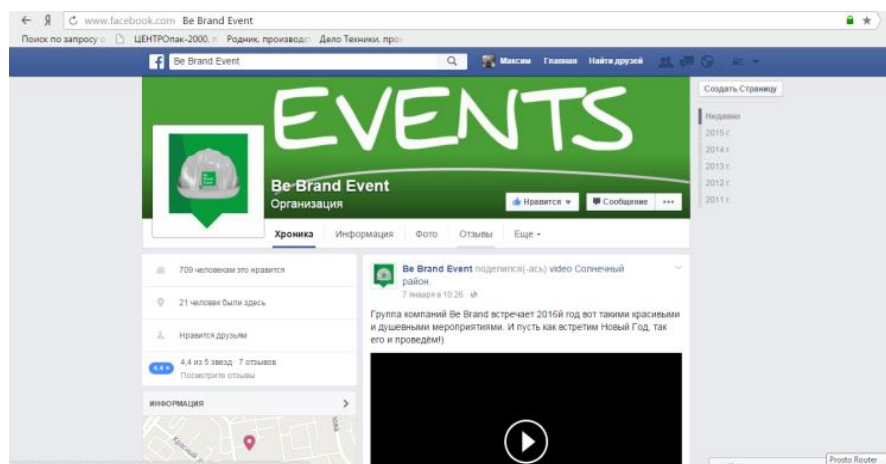 www.facebook.com Be Brand Event
Поиск по запросу
ЦЕНТРОпак-2000, п
Родник, производст
Дело Техники, прои
Be Brand Event
Максим Главная Найти друзей
Создать Страницу
EVENTS
Недавно
2015 г.
2014 г.
2013 г.
2012 г.
2011 г.
Be Brand Event
Организация
Нравится
Сообщение
Хроника Информация Фото Отзывы Еще
709 человекам это нравится
21 человек были здесь
Нравится друзьям
4,4 из 5 звезд · 7 отзывов
Посмотрите отзывы
ИНФОРМАЦИЯ
Be Brand Event поделился(-ась) video Солнечный
район.
7 января в 10:26
Группа компаний Be Brand встречает 2016й год вот такими красивыми
и душевными мероприятиями. И пусть как встретим Новый Год, так
его и проведём!)
Prosto Router